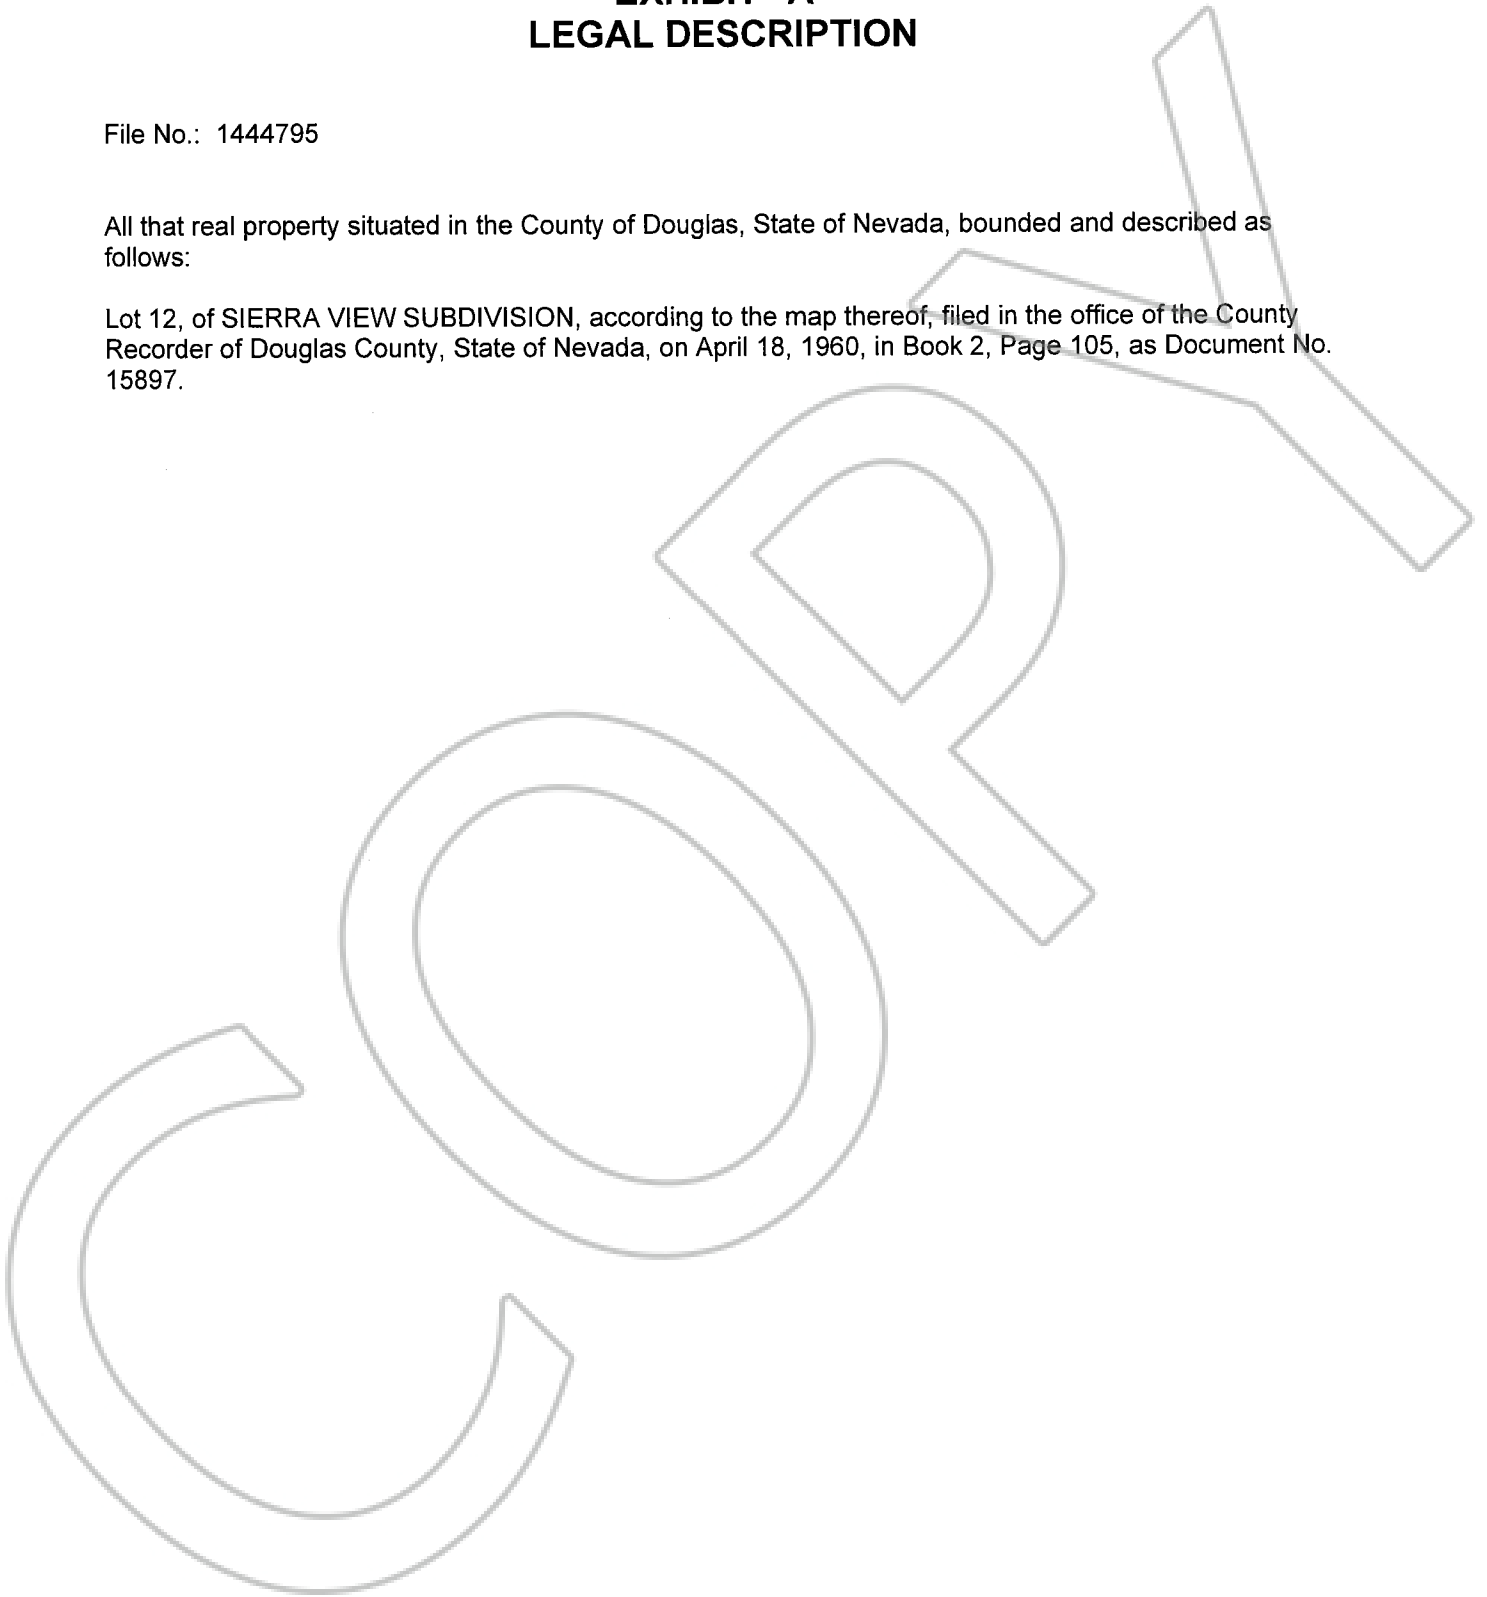 EXHIBIT "A"
LEGAL DESCRIPTION
File No.: 1444795
All that real property situated in the County of Douglas, State of Nevada, bounded and described as
follows:
Lot 12, of SIERRA VIEW SUBDIVISION, according to the map thereof, filed in the office of the County
Recorder of Douglas County, State of Nevada, on April 18, 1960, in Book 2, Page 105, as Document No.
15897.
COPY